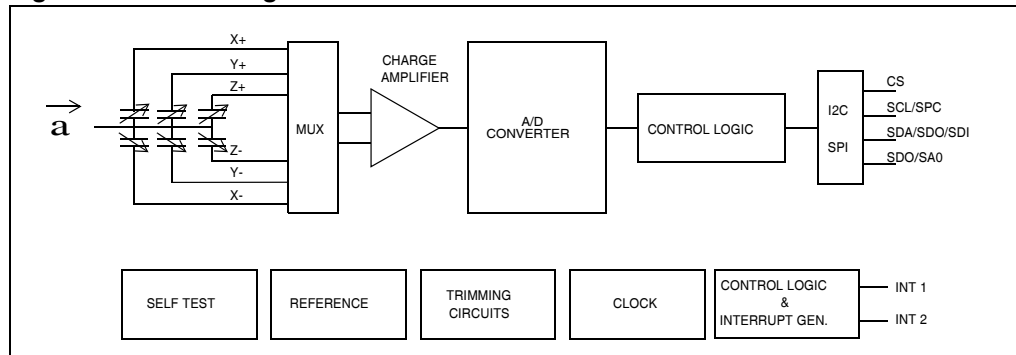 X+
Y+
Z+
a
Z-
Y-
X-
MUX
CHARGE
AMPLIFIER
A/D
CONVERTER
CONTROL LOGIC
I2C
SPI
CS
SCL/SPC
SDA/SDO/SDI
SDO/SA0
SELF TEST
REFERENCE
TRIMMING
CIRCUITS
CLOCK
CONTROL LOGIC
&
INTERRUPT GEN.
INT 1
INT 2